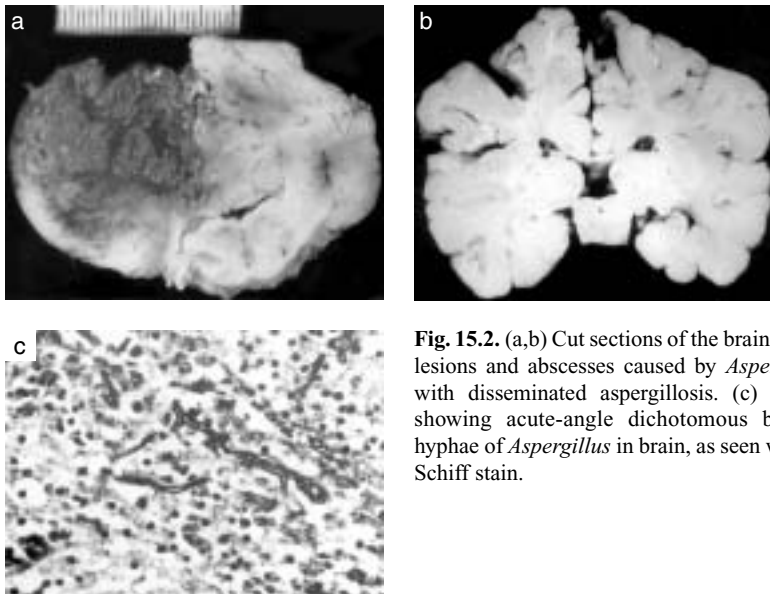 a
b
c
Fig. 15.2. (a,b) Cut sections of the brain
lesions and abscesses caused by
with disseminated aspergillosis. (c)
showing acute-angle dichotomous
hyphae of Aspergillus in brain, as seen
Schiff stain.